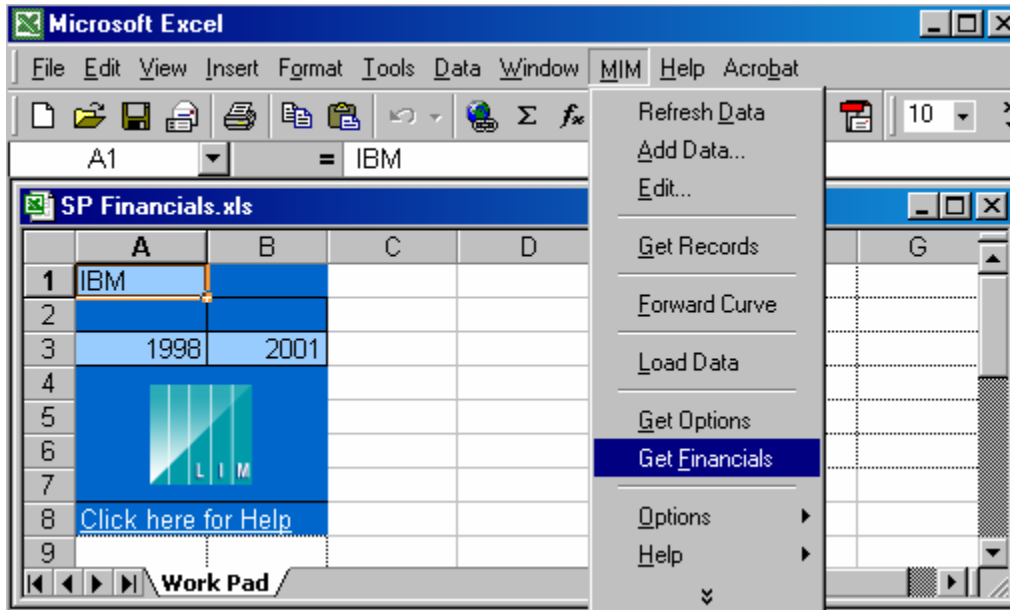 Microsoft Excel
File Edit View Insert Format Tools Data Window MIM Help Acrobat
10
A1 = IBM
SP Financials.xls
A B C D G
1 IBM
2
3 1998 2001
4
5
6
7
LIM
8 Click here for Help
9
Work Pad
Refresh Data
Add Data...
Edit...
Get Records
Forward Curve
Load Data
Get Options
Get Financials
Options
Help